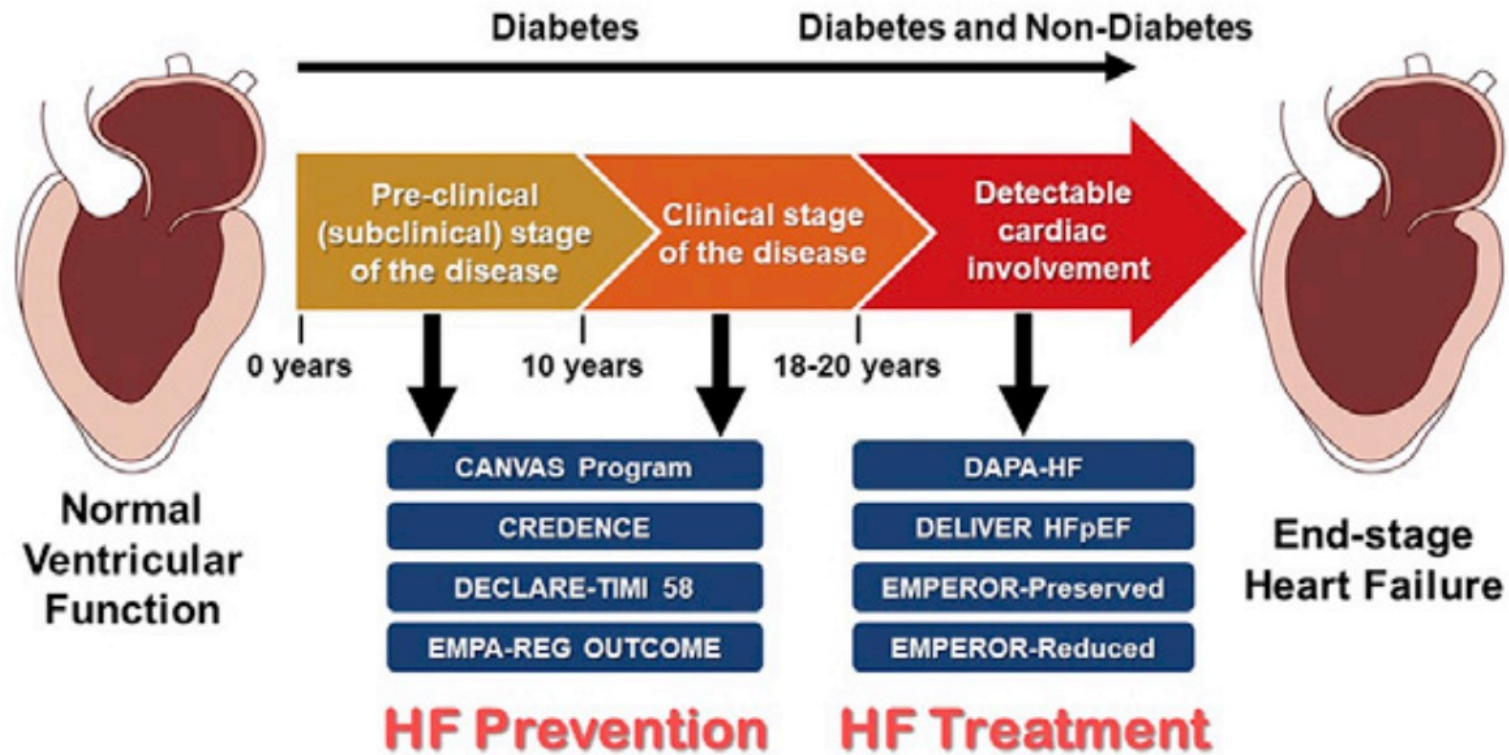 Diabetes
Diabetes and Non-Diabetes
Pre-clinical
(subclinical) stage
of the disease
Clinical stage
of the disease
Detectable
cardiac
involvement
0 years
10 years
18-20 years
CANVAS Program
CREDENCE
DECLARE-TIMI 58
EMPA-REG OUTCOME
DAPA-HF
DELIVER HFpEF
EMPEROR-Preserved
EMPEROR-Reduced
Normal
Ventricular
Function
End-stage
Heart Failure
HF Prevention
HF Treatment